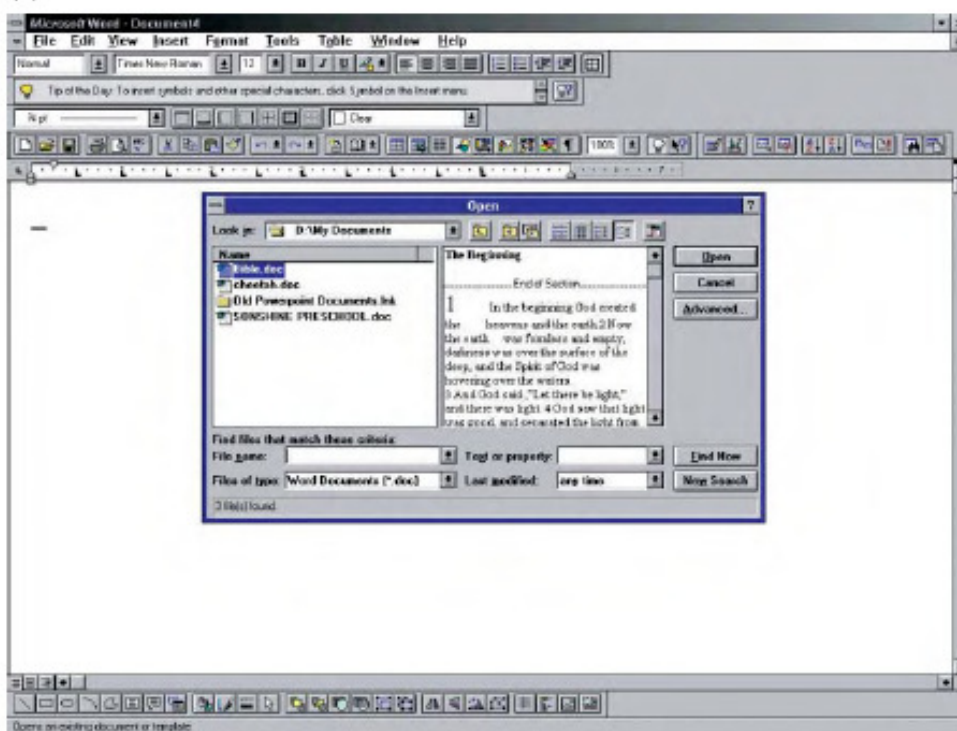 Microsoft Word - Document4
File Edit View Insert Format Tools Table Window Help
Normal Times New Roman 12 B I U
Tip of the Day: To insert symbols and other special characters, click Symbol on the Insert menu.
¾ pt Clear
100%
Open
Look in: D:\My Documents
Name
Bible.doc
cheetah.doc
Old Powerpoint Documents.lnk
SONSHINE PRESCHOOL.doc
The Beginning
End of Section
1 In the beginning God created
the heavens and the earth.2 Now
the earth was formless and empty,
darkness was over the surface of the
deep, and the Spirit of God was
hovering over the waters.
3 And God said, "Let there be light,"
and there was light. 4 God saw that light
was good, and separated the light from
Open
Cancel
Advanced...
Find files that match these criteria:
File name: Text or property: Find Now
Files of type: Word Documents (*.doc) Last modified: any time New Search
3 file(s) found.
Opens an existing document or template